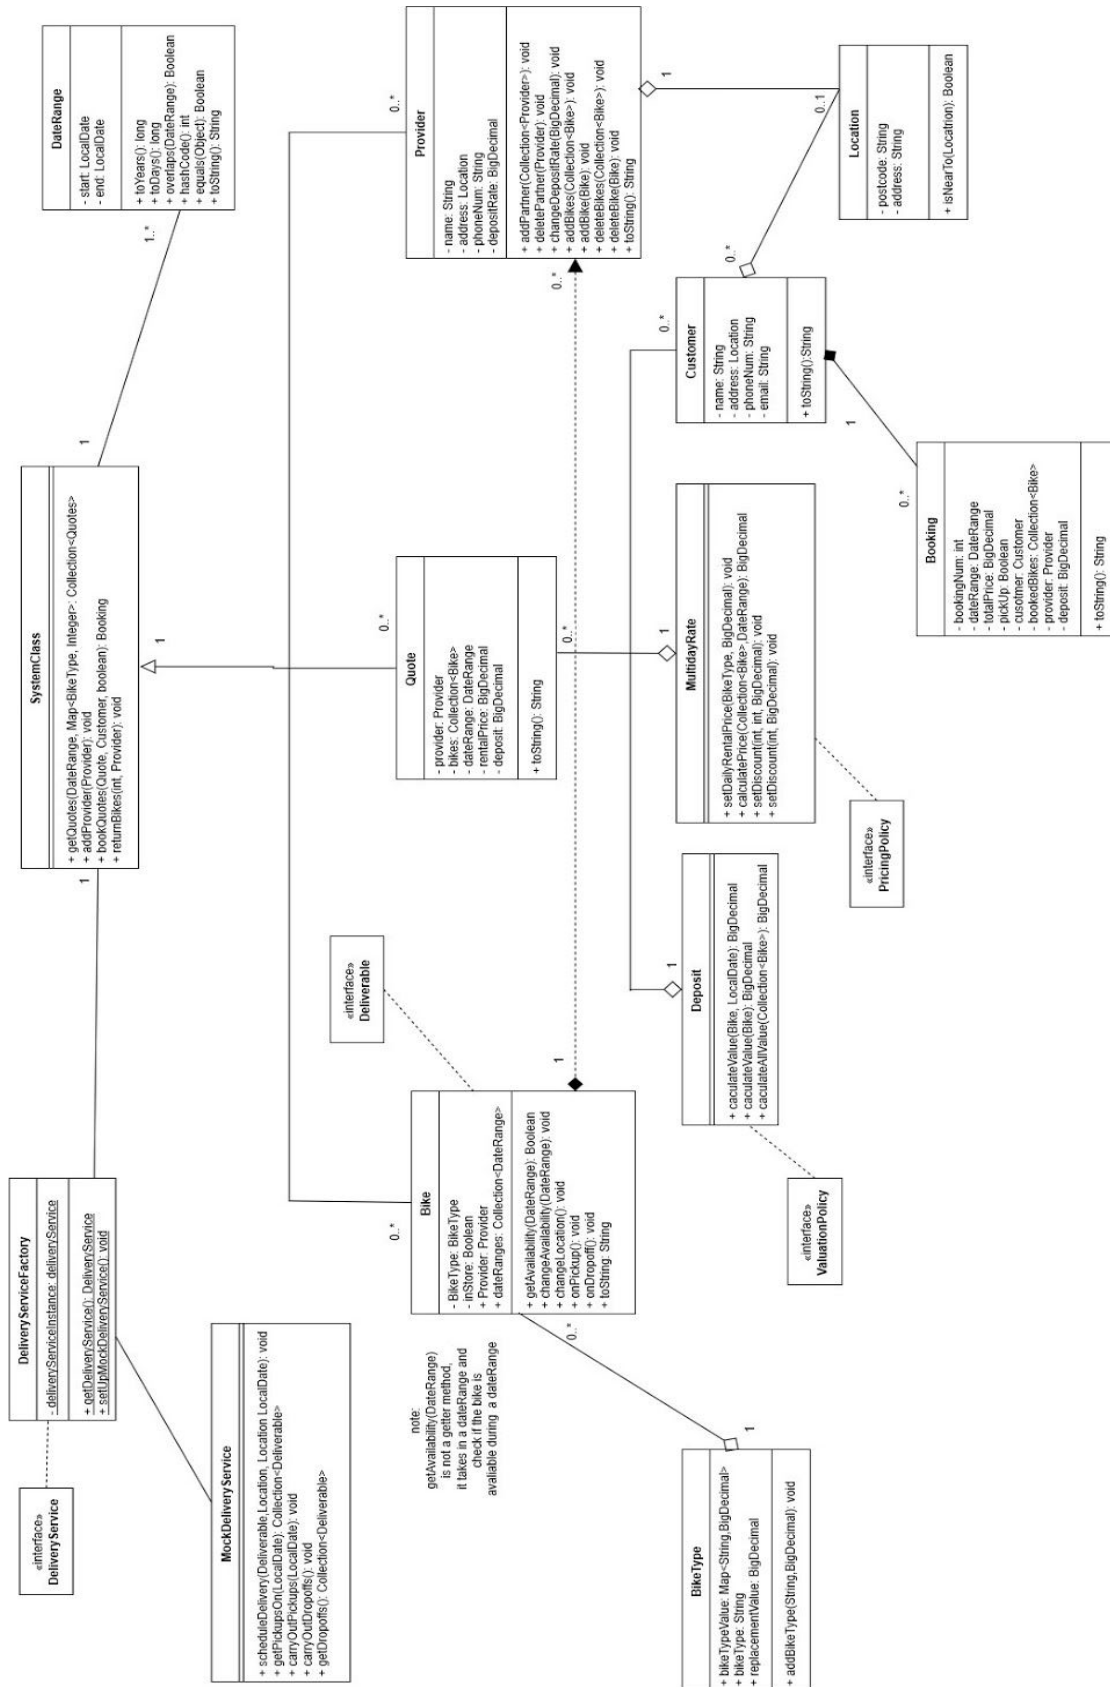 «interface»
DeliveryService
DeliveryServiceFactory
- deliveryServiceInstance: deliveryService
+ getDeliveryService(): DeliveryService
+ setUpMockDeliveryService(): void
1
SystemClass
+ getQuotes(DateRange, Map<BikeType, Integer>: Collection<Quotes>
+ addProvider(Provider): void
+ bookQuotes(Quote, Customer, boolean): Booking
+ returnBikes(int, Provider): void
1
1
1..*
DateRange
- start: LocalDate
- end: LocalDate
+ toYears(): long
+ toDays(): long
+ overlaps(DateRange): Boolean
+ hashCode(): int
+ equals(Object): Boolean
+ toString(): String
MockDeliveryService
+ scheduleDelivery(Deliverable,Location, Location LocalDate): void
+ getPickupsOn(LocalDate): Collection<Deliverable>
+ carryOutPickups(LocalDate): void
+ carryOutDropoffs(): void
+ getDropoffs(): Collection<Deliverable>
«interface»
Deliverable
0..*
0..*
0..*
note:
getAvailability(DateRange)
is not a getter method,
it takes in a dateRange and
check if the bike is
available during a dateRange
Bike
- BikeType: BikeType
- inStore: Boolean
+ Provider: Provider
+ dateRanges: Collection<DateRange>
+ getAvailability(DateRange): Boolean
+ changeAvailability(DateRange): void
+ changeLocation(): void
+ onPickup(): void
+ onDropoff(): void
+ toString: String
Quote
- provider: Provider
- bikes: Collection<Bike>
- dateRange: DateRange
- rentalPrice: BigDecimal
- deposit: BigDecimal
+ toString(): String
Provider
- name: String
- address: Location
- phoneNum: String
- depositRate: BigDecimal
+ addPartner(Collection<Provider>): void
+ deletePartner(Provider): void
+ changeDepositRate(BigDecimal): void
+ addBikes(Collection<Bike>): void
+ addBike(Bike): void
+ deleteBikes(Collection<Bike>): void
+ deleteBike(Bike): void
+ toString(): String
0..*
1
0..*
0..*
1
1
BikeType
+ bikeTypeValue: Map<String,BigDecimal>
+ bikeType: String
+ replacementValue: BigDecimal
+ addBikeType(String,BigDecimal): void
1
Deposit
+ caculateValue(Bike, LocalDate): BigDecimal
+ caculateValue(Bike): BigDecimal
+ caculateAllValue(Collection<Bike>): BigDecimal
1
MultidayRate
+ setDailyRentalPrice(BikeType, BigDecimal): void
+ calculatePrice(Collection<Bike>,DateRange): BigDecimal
+ setDiscount(int, int, BigDecimal): void
+ setDiscount(int, BigDecimal): void
1
0..*
Customer
- name: String
- address: Location
- phoneNum: String
- email: String
+ toString():String
0..*
0..1
Location
- postcode: String
- address: String
+ isNearTo(Locatrion): Boolean
«interface»
ValuationPolicy
«interface»
PricingPolicy
1
0..*
Booking
- bookingNum: int
- dateRange: DateRange
- totalPrice: BigDecimal
- pickUp: Boolean
- cusotmer: Customer
- bookedBikes: Collection<Bike>
- provider: Provider
- deposit: BigDecimal
+ toString(): String